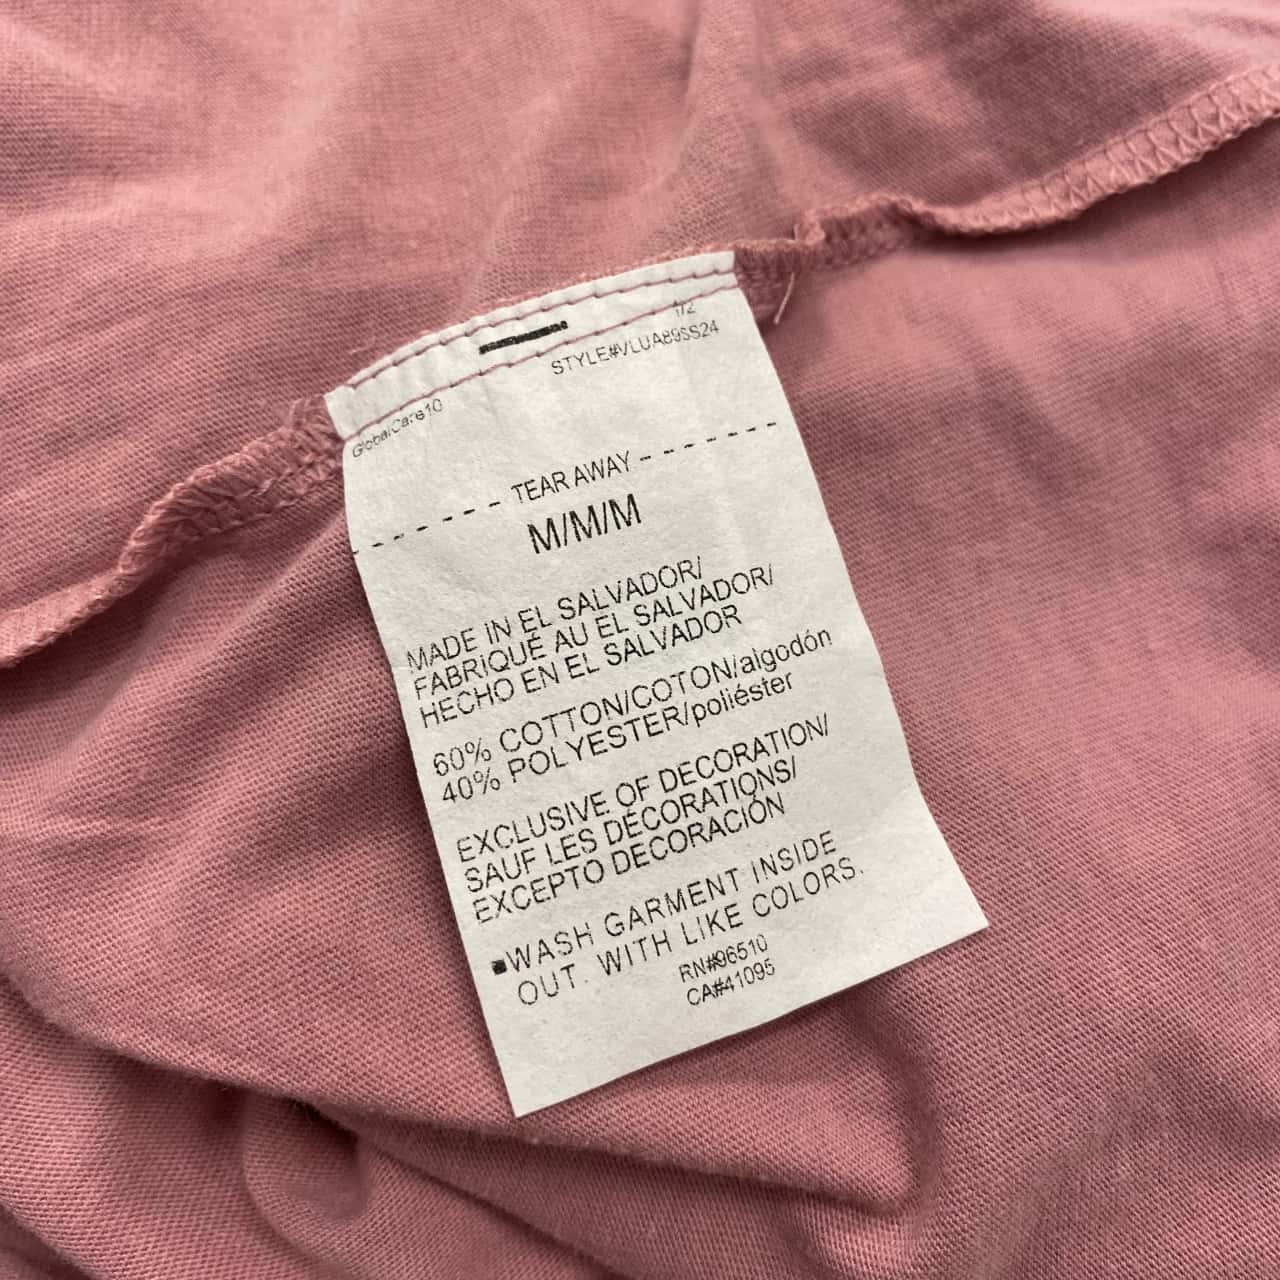 1/2
STYLE#VLUA89SS24
GlobalCare10
TEAR AWAY
M/M/M
MADE IN EL SALVADOR/
FABRIQUÉ AU EL SALVADOR/
HECHO EN EL SALVADOR
60% COTTON/COTON/algodón
40% POLYESTER/poliéster
EXCLUSIVE OF DECORATION/
SAUF LES DÉCORATIONS/
EXCEPTO DECORACIÓN
WASH GARMENT INSIDE
OUT. WITH LIKE COLORS.
RN#96510
CA#41095